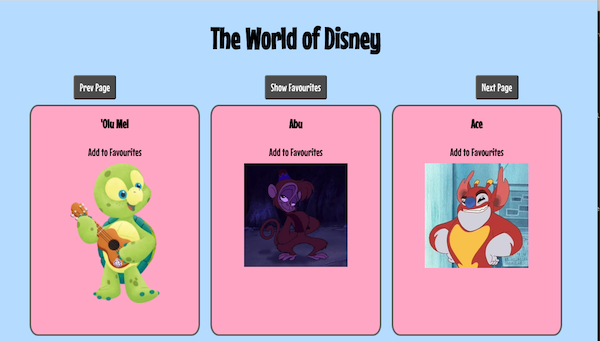 The World of Disney
Prev Page
Show Favourites
Next Page
'Olu Mel
Abu
Ace
Add to Favourites
Add to Favourites
Add to Favourites